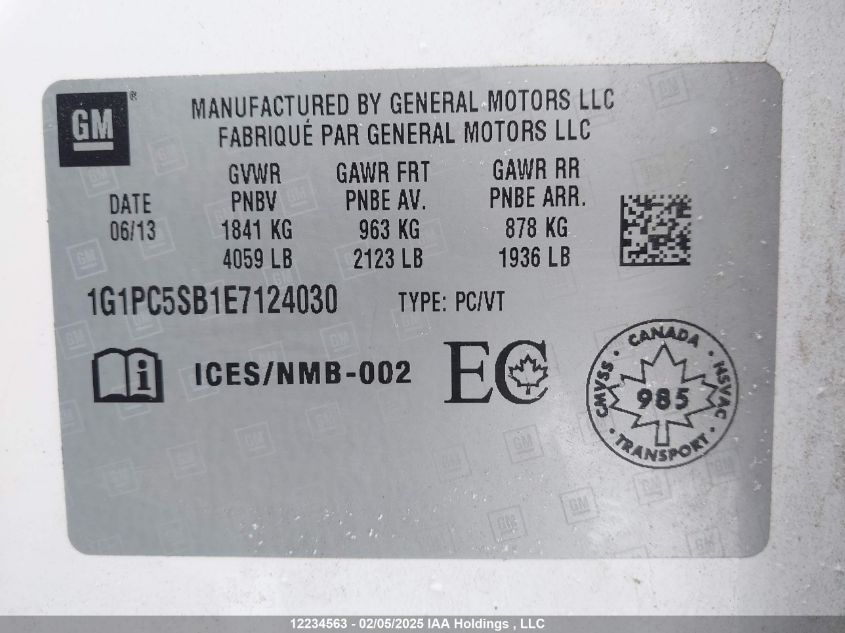 GM ®
MANUFACTURED BY GENERAL MOTORS LLC
FABRIQUÉ PAR GENERAL MOTORS LLC
DATE
06/13
GVWR
PNBV
1841 KG
4059 LB
GAWR FRT
PNBE AV.
963 KG
2123 LB
GAWR RR
PNBE ARR.
878 KG
1936 LB
1G1PC5SB1E7124030 TYPE: PC/VT
i ICES/NMB-002 EC
CANADA
CMVSS · NSVAC
985
TRANSPORT
12234563 - 02/05/2025 IAA Holdings , LLC